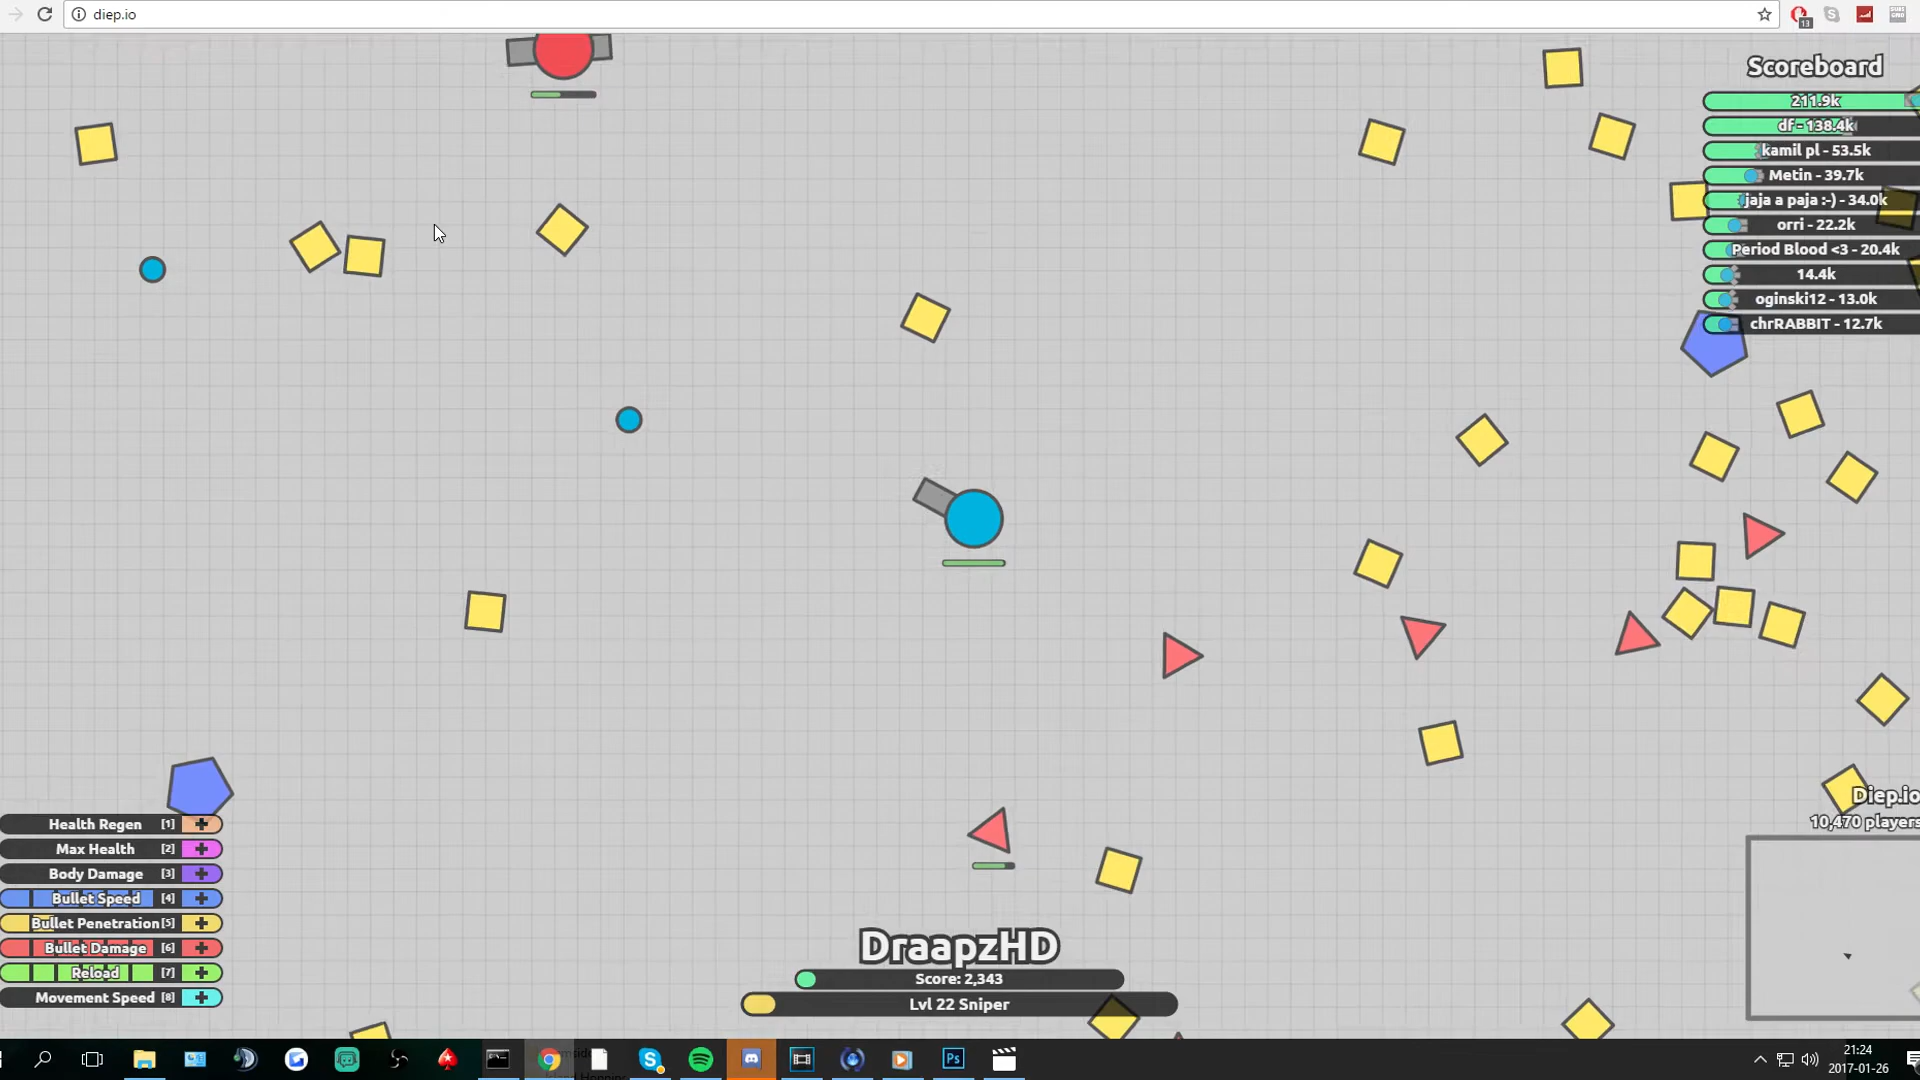 diep.io
13
Scoreboard
211.9k
df - 138.4k
kamil pl - 53.5k
Metin - 39.7k
jaja a paja :-) - 34.0k
orri - 22.2k
Period Blood <3 - 20.4k
14.4k
oginski12 - 13.0k
chrRABBIT - 12.7k
Diep.io
10,470 players
Health Regen [1]
Max Health [2]
Body Damage [3]
Bullet Speed [4]
Bullet Penetration [5]
Bullet Damage [6]
Reload [7]
Movement Speed [8]
DraapzHD
Score: 2,343
Lvl 22 Sniper
Ps
21:24
2017-01-26